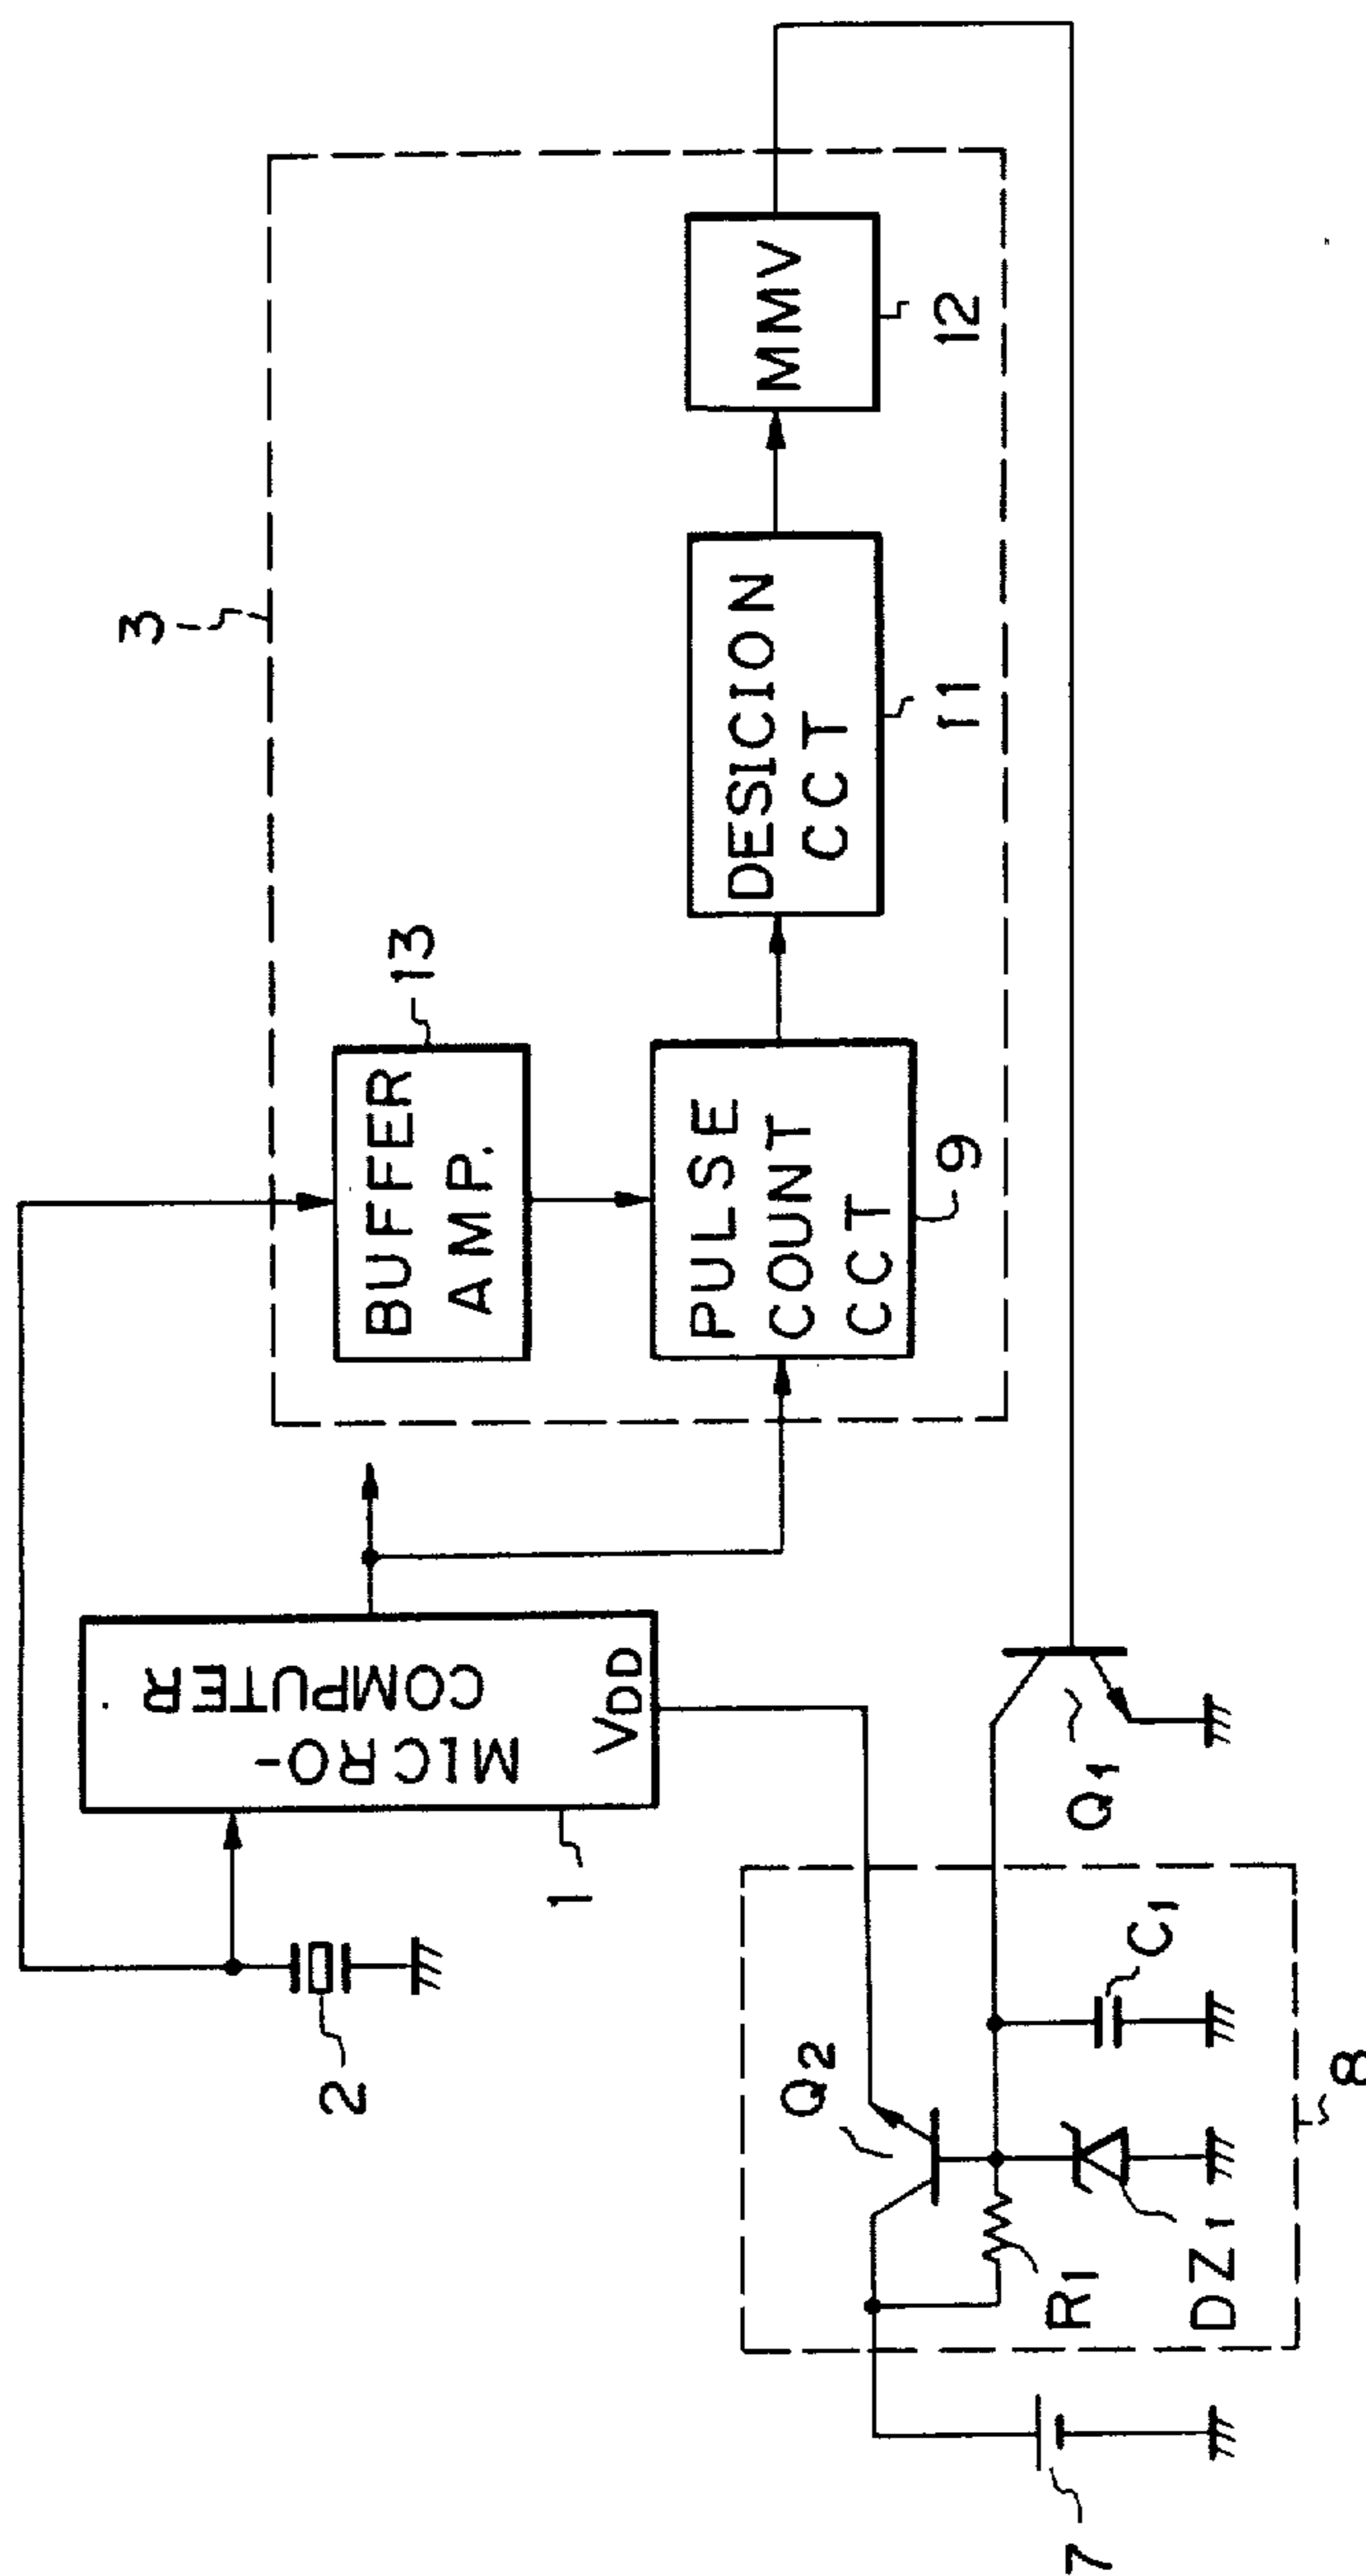 3
BUFFER
AMP.
13
PULSE
COUNT
CCT
9
DESICION
CCT
11
MMV
12
MICRO-
COMPUTER
VDD
1
2
Q1
Q2
R1
DZ1
C1
8
7